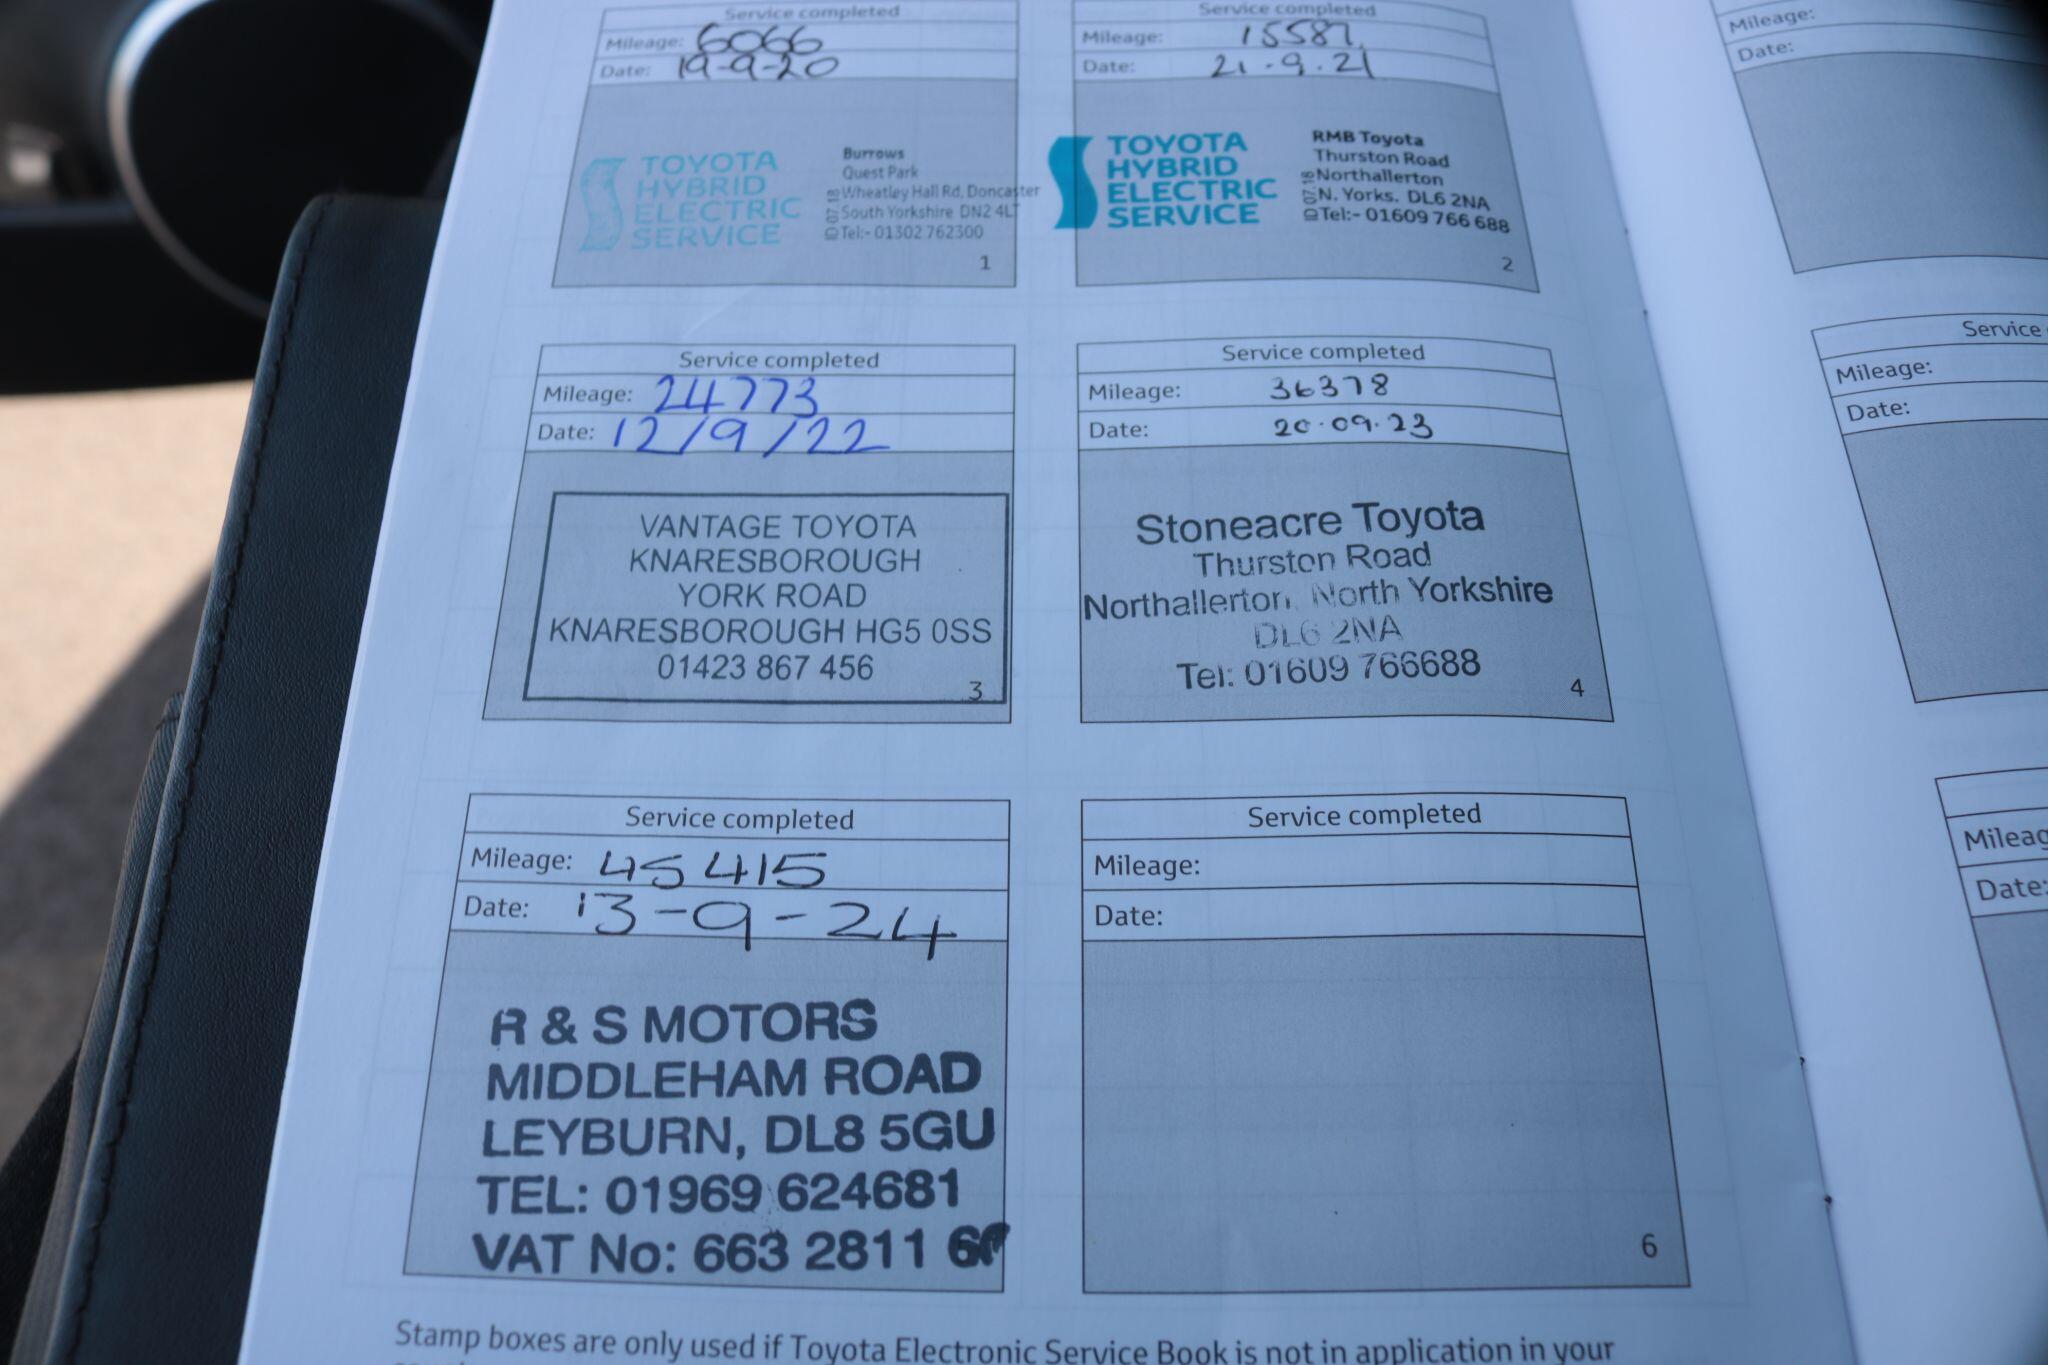 Service completed
Mileage: 6066
Date: 19-9-20
TOYOTA
HYBRID
ELECTRIC
SERVICE
Burrows
Quest Park
Wheatley Hall Rd, Doncaster
South Yorkshire DN2 4LT
Tel:- 01302 762300
ID 07.18
1
Service completed
Mileage: 15587
Date: 21.9.21
TOYOTA
HYBRID
ELECTRIC
SERVICE
RMB Toyota
Thurston Road
Northallerton
N. Yorks. DL6 2NA
Tel:- 01609 766 688
ID 07.18
2
Service completed
Mileage: 24773
Date: 12/9/22
VANTAGE TOYOTA
KNARESBOROUGH
YORK ROAD
KNARESBOROUGH HG5 0SS
01423 867 456
3
Service completed
Mileage: 36378
Date: 20.09.23
Stoneacre Toyota
Thurston Road
Northallerton, North Yorkshire
DL6 2NA
Tel: 01609 766688
4
Service completed
Mileage: 45415
Date: 13-9-24
R & S MOTORS
MIDDLEHAM ROAD
LEYBURN, DL8 5GU
TEL: 01969 624681
VAT No: 663 2811
Service completed
Mileage:
Date:
6
Stamp boxes are only used if Toyota Electronic Service Book is not in application in your
Mileage:
Date:
Service
Mileage:
Date:
Date: